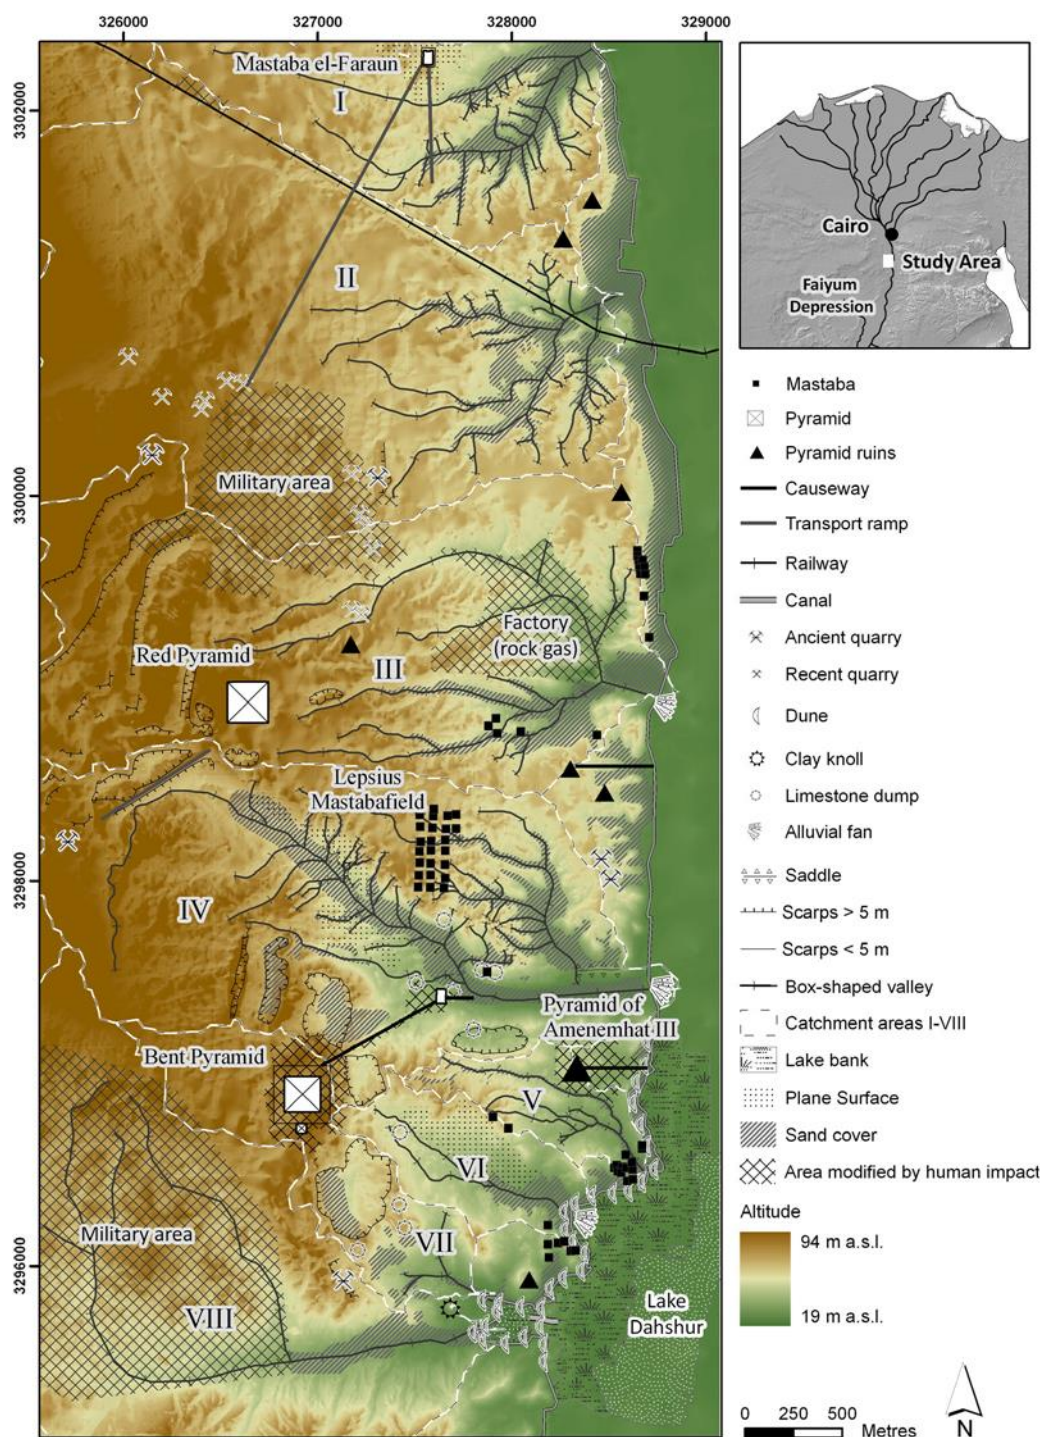 326000 327000 328000 329000
3302000
3300000
3298000
3296000
Mastaba el-Faraun
I
II
Military area
Factory
(rock gas)
Red Pyramid
III
Lepsius
Mastabafield
IV
Pyramid of
Amenemhat III
Bent Pyramid
V
VI
Military area
VII
VIII
Lake
Dahshur
Cairo
Study Area
Faiyum
Depression
Mastaba
Pyramid
Pyramid ruins
Causeway
Transport ramp
Railway
Canal
Ancient quarry
Recent quarry
Dune
Clay knoll
Limestone dump
Alluvial fan
Saddle
Scarps > 5 m
Scarps < 5 m
Box-shaped valley
Catchment areas I-VIII
Lake bank
Plane Surface
Sand cover
Area modified by human impact
Altitude
94 m a.s.l.
19 m a.s.l.
0 250 500
Metres
N